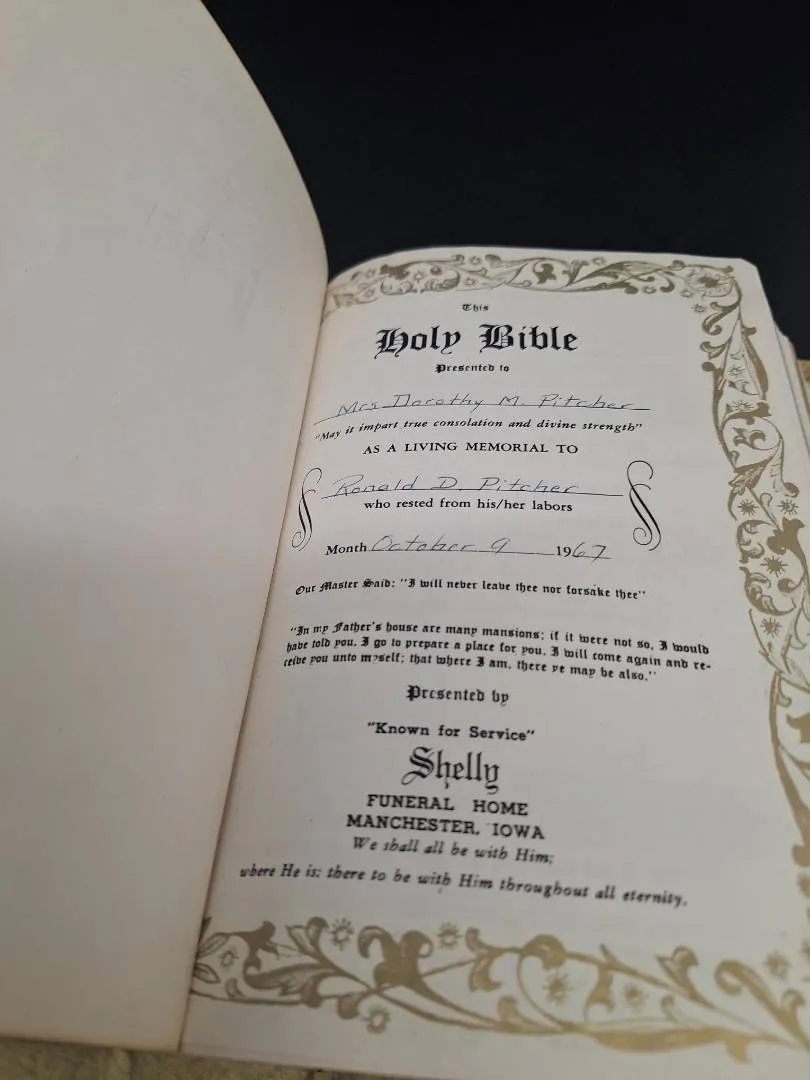 This
Holy Bible
Presented to
Mrs Dorothy M. Pitcher
"May it impart true consolation and divine strength"
AS A LIVING MEMORIAL TO
Ronald D. Pitcher
who rested from his/her labors
Month October 9 1967
Our Master Said: "I will never leave thee nor forsake thee"
"In my Father's house are many mansions; if it were not so, I would
have told you. I go to prepare a place for you. I will come again and re-
ceive you unto myself; that where I am, there ye may be also."
Presented by
"Known for Service"
Shelly
FUNERAL HOME
MANCHESTER, IOWA
We shall all be with Him;
where He is; there to be with Him throughout all eternity.